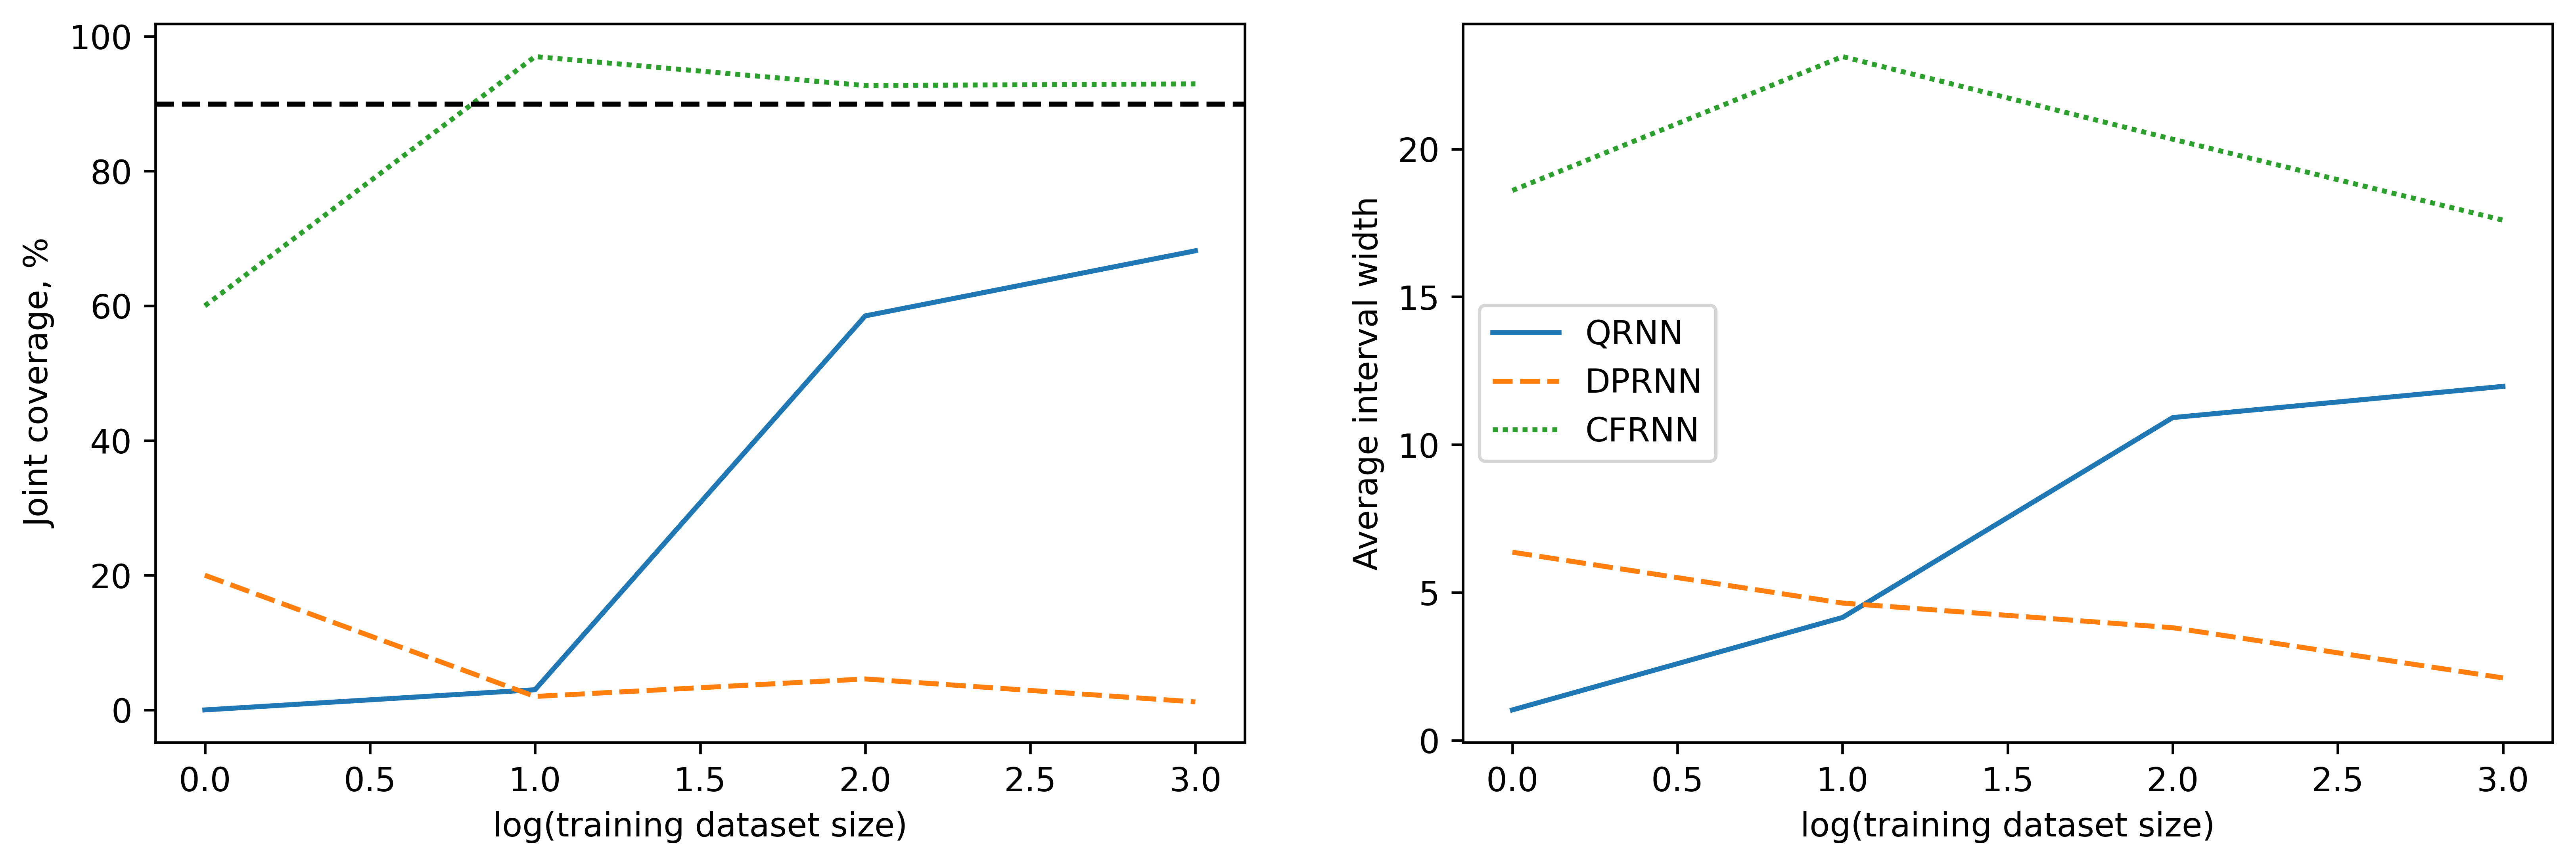 100
80
60
40
20
0
Joint coverage, %
0.0 0.5 1.0 1.5 2.0 2.5 3.0
log(training dataset size)
20
15
10
5
0
Average interval width
QRNN
DPRNN
CFRNN
0.0 0.5 1.0 1.5 2.0 2.5 3.0
log(training dataset size)